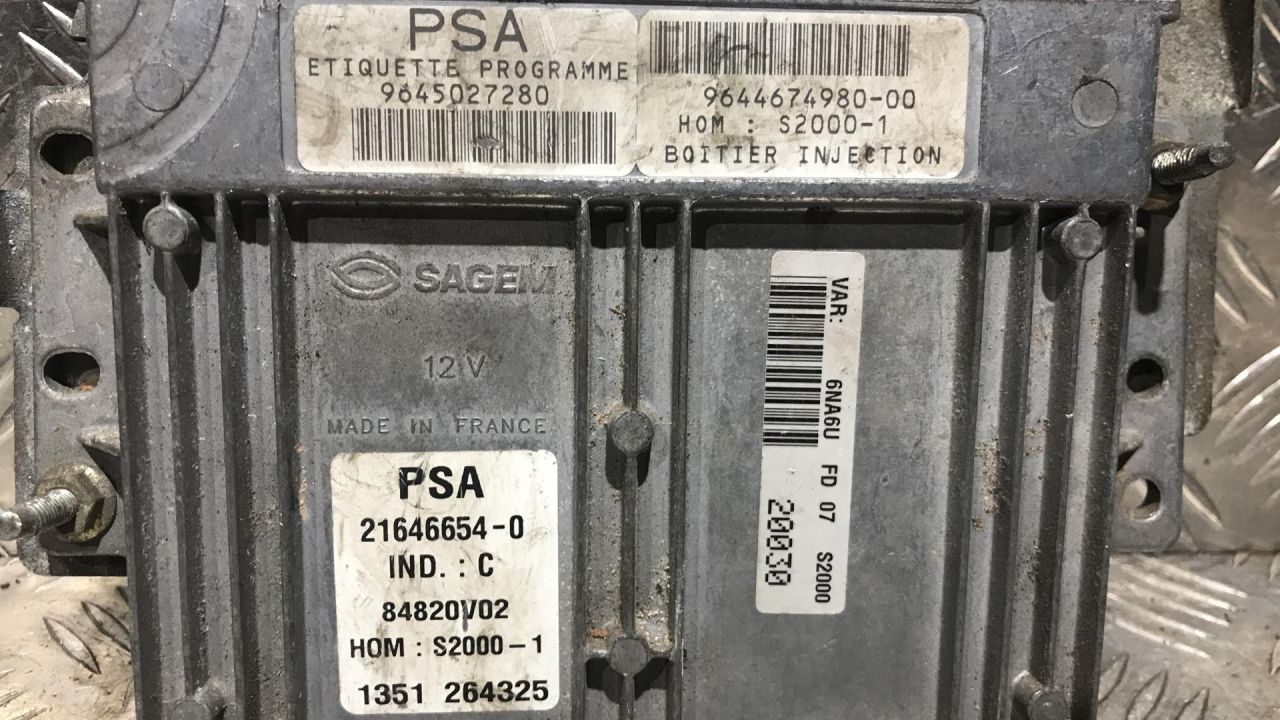 PSA
ETIQUETTE PROGRAMME
9645027280
9644674980-00
HOM : S2000-1
BOITIER INJECTION
SAGEM
12 V
MADE IN FRANCE
PSA
21646654-0
IND. : C
84820V02
HOM : S2000-1
1351 264325
VAR: 6NA6U FD 07 S2000
20030